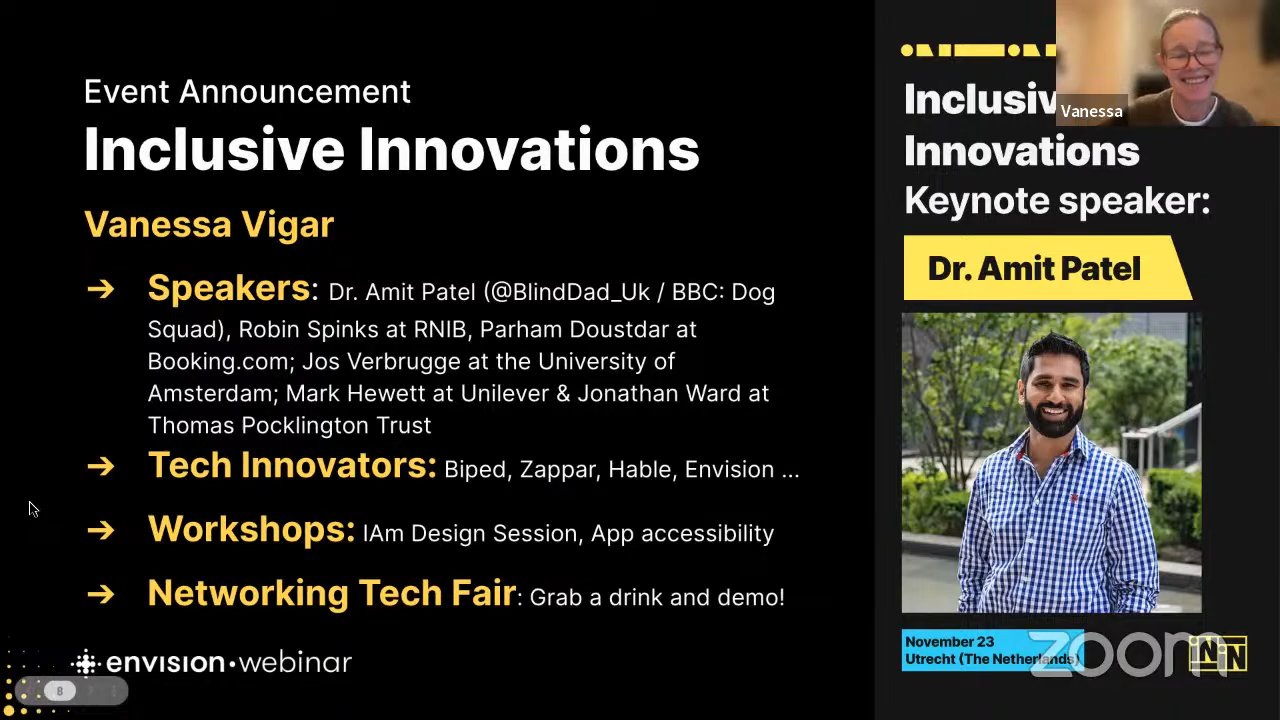 Event Announcement
Inclusive Innovations
Vanessa Vigar
➔ Speakers: Dr. Amit Patel (@BlindDad_Uk / BBC: Dog
Squad), Robin Spinks at RNIB, Parham Doustdar at
Booking.com; Jos Verbrugge at the University of
Amsterdam; Mark Hewett at Unilever & Jonathan Ward at
Thomas Pocklington Trust
➔ Tech Innovators: Biped, Zappar, Hable, Envision ...
➔ Workshops: IAm Design Session, App accessibility
➔ Networking Tech Fair: Grab a drink and demo!
envision·webinar
8
Vanessa
Inclusiv
Innovations
Keynote speaker:
Dr. Amit Patel
November 23
Utrecht (The Netherlands)
zoom
iNiN